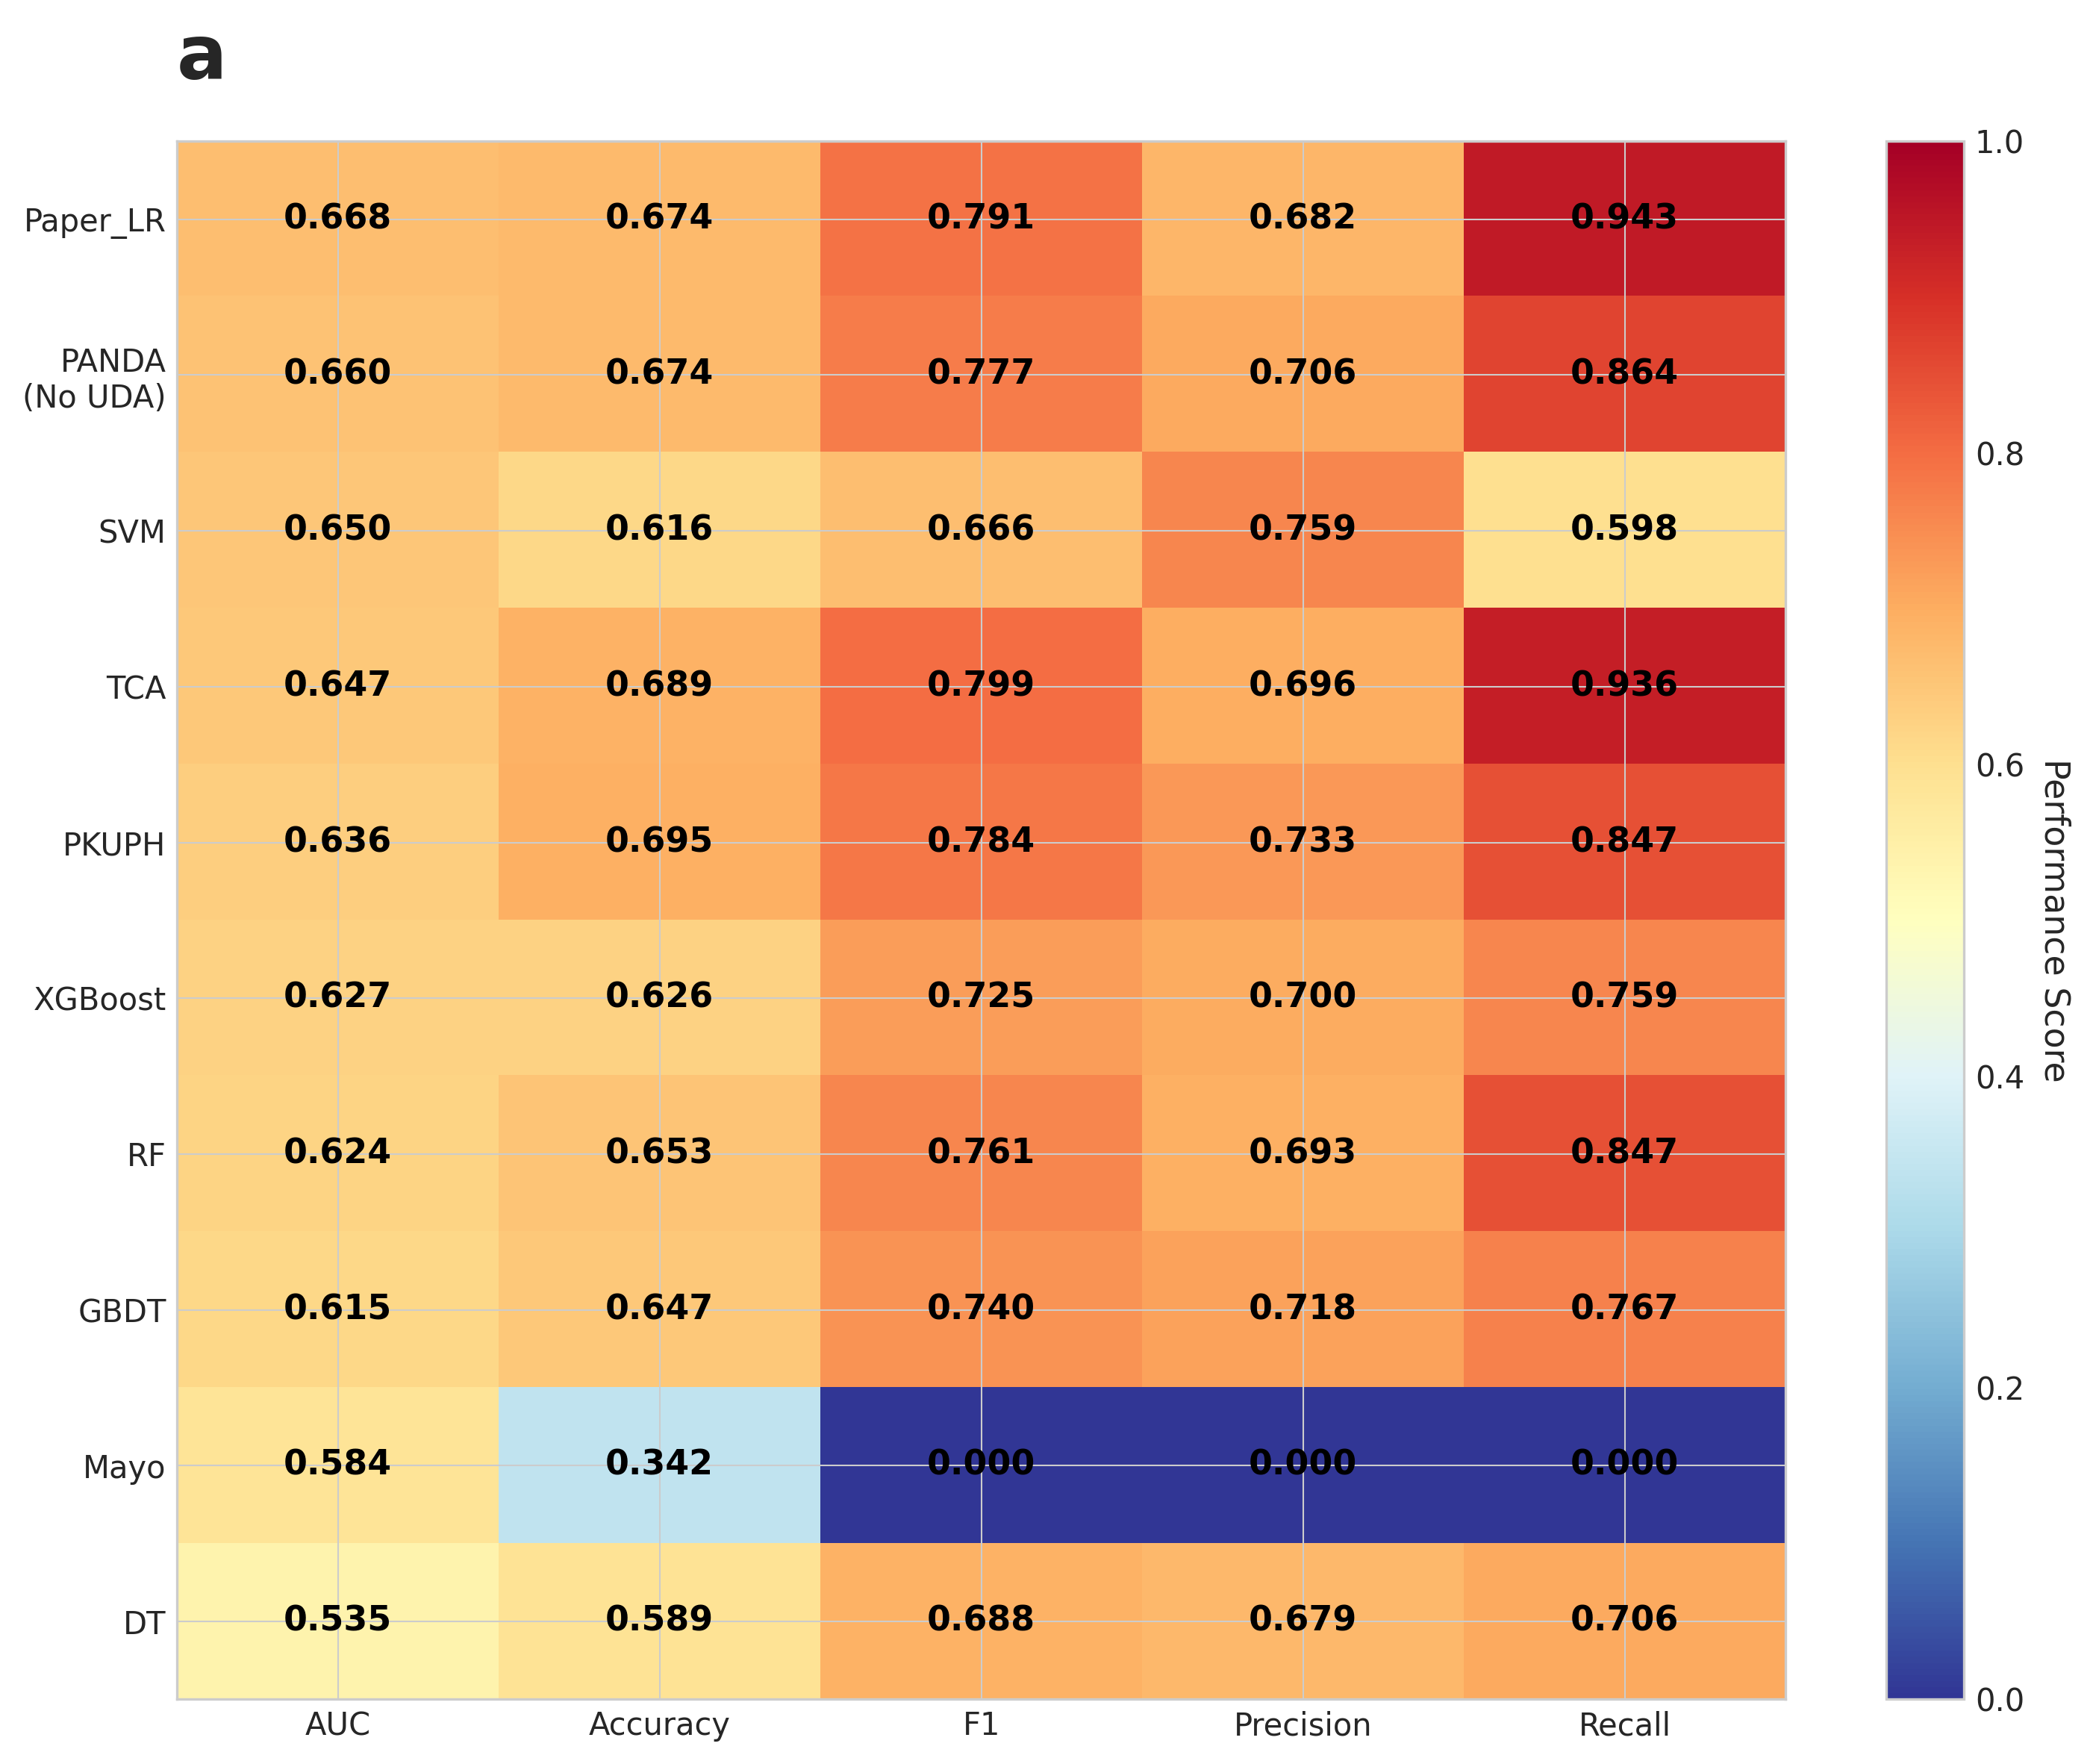 a
Paper_LR 0.668 0.674 0.791 0.682 0.943
PANDA
(No UDA) 0.660 0.674 0.777 0.706 0.864
SVM 0.650 0.616 0.666 0.759 0.598
TCA 0.647 0.689 0.799 0.696 0.936
PKUPH 0.636 0.695 0.784 0.733 0.847
XGBoost 0.627 0.626 0.725 0.700 0.759
RF 0.624 0.653 0.761 0.693 0.847
GBDT 0.615 0.647 0.740 0.718 0.767
Mayo 0.584 0.342 0.000 0.000 0.000
DT 0.535 0.589 0.688 0.679 0.706
AUC Accuracy F1 Precision Recall
1.0
0.8
0.6
0.4
0.2
0.0
Performance Score